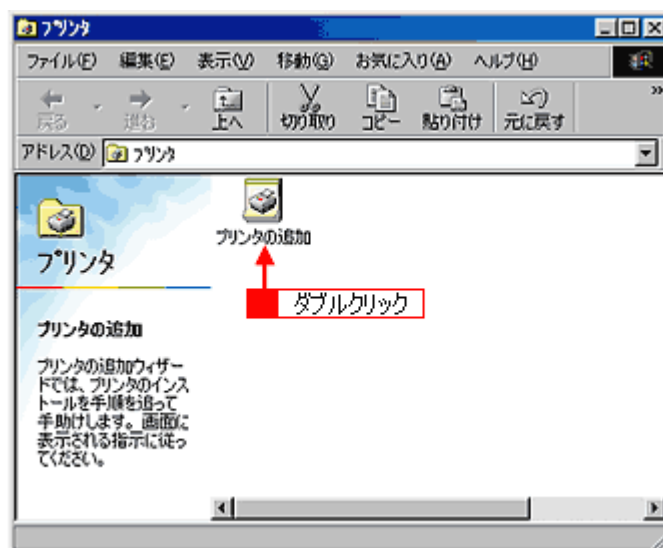 プリンタ
ファイル(F) 編集(E) 表示(V) 移動(G) お気に入り(A) ヘルプ(H)
戻る 進む 上へ 切り取り コピー 貼り付け 元に戻す
アドレス(D) プリンタ
プリンタの追加
プリンタ
ダブルクリック
プリンタの追加
プリンタの追加ウィザー
ドでは、プリンタのインス
トールを手順を追って
手助けします。画面に
表示される指示に従っ
てください。